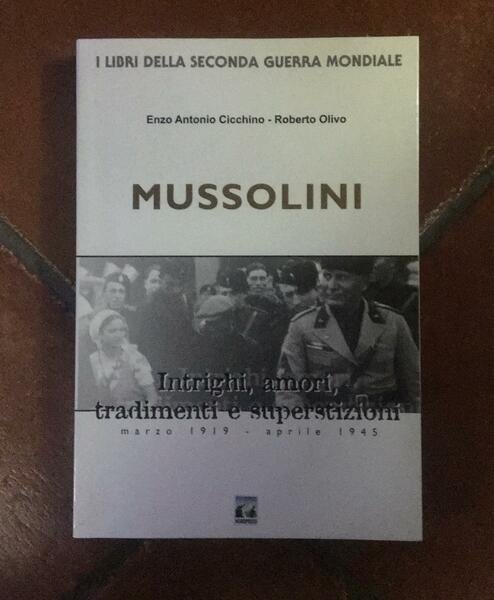 I LIBRI DELLA SECONDA GUERRA MONDIALE
Enzo Antonio Cicchino - Roberto Olivo
MUSSOLINI
Intrighi, amori,
tradimenti e superstizioni
marzo 1919 - aprile 1945